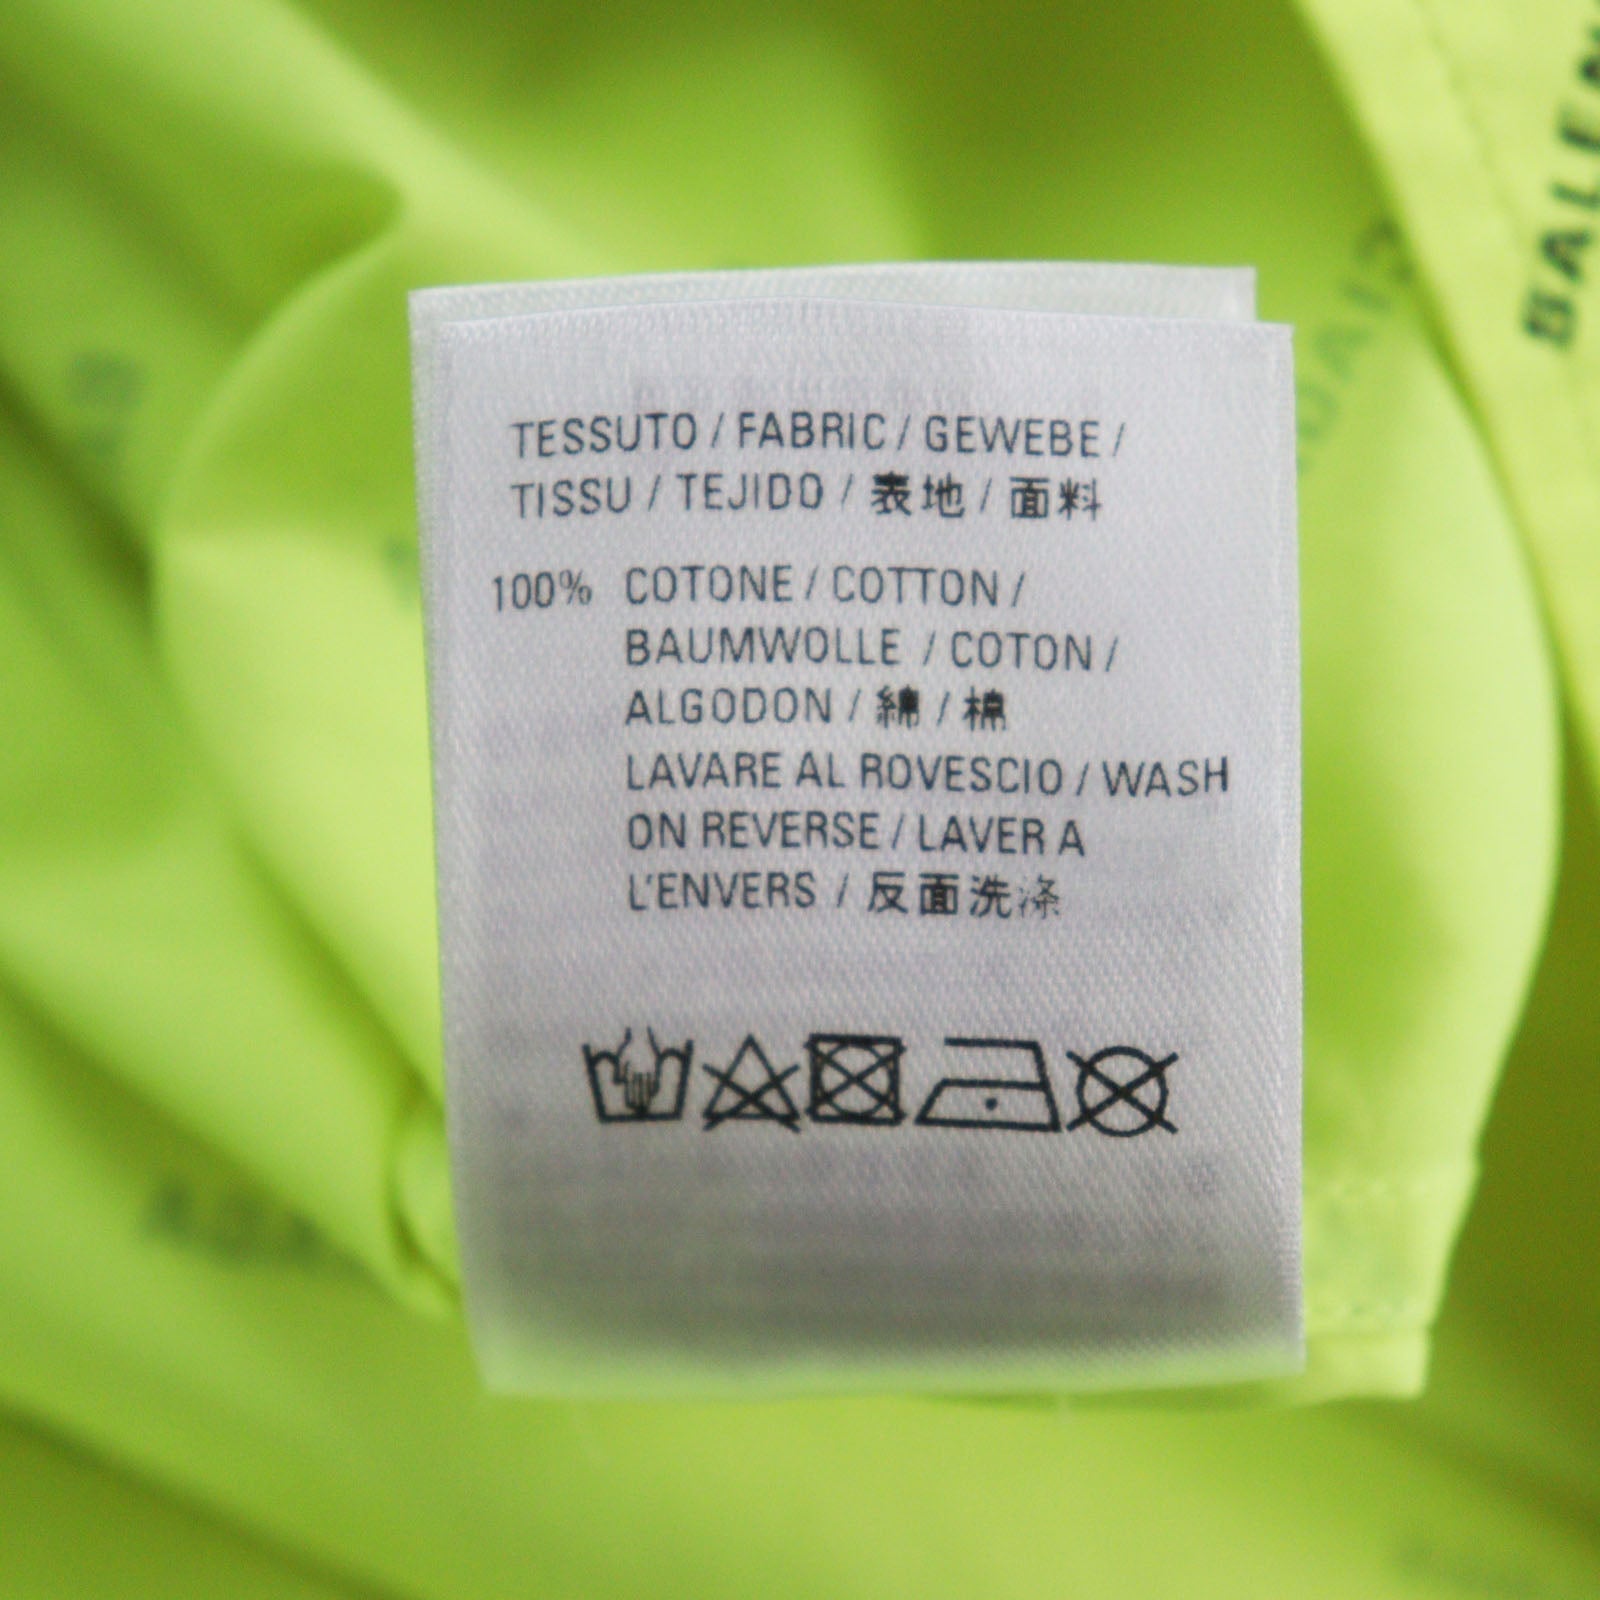 TESSUTO / FABRIC / GEWEBE /
TISSU / TEJIDO / 表地 / 面料
100% COTONE / COTTON /
BAUMWOLLE / COTON /
ALGODON / 綿 / 棉
LAVARE AL ROVESCIO / WASH
ON REVERSE / LAVER A
L'ENVERS / 反面洗涤